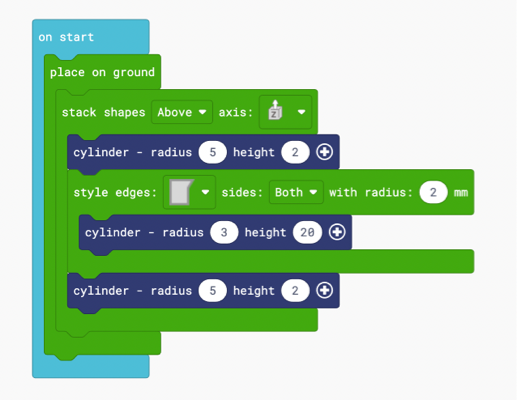 on start
place on ground
stack shapes Above axis: z
cylinder - radius 5 height 2
style edges: sides: Both with radius: 2 mm
cylinder - radius 3 height 20
cylinder - radius 5 height 2